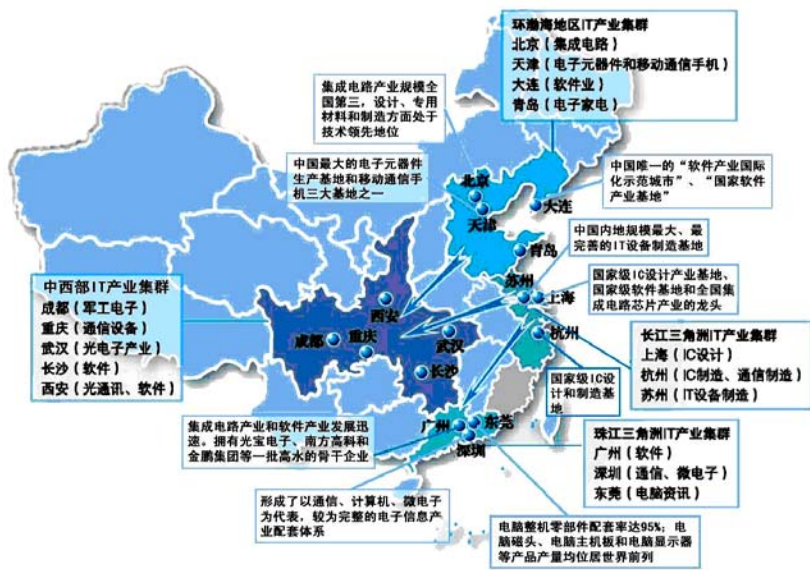 环渤海地区IT产业集群
北京（集成电路）
天津（电子元器件和移动通信手机）
大连（软件业）
青岛（电子家电）
集成电路产业规模全
国第三，设计、专用
材料和制造方面处于
技术领先地位
中国最大的电子元器件
生产基地和移动通信手
机三大基地之一
中国唯一的“软件产业国际
化示范城市”、“国家软件
产业基地”
北京
天津
大连
青岛
中国内地规模最大、最
完善的IT设备制造基地
国家级IC设计产业基地、
国家级软件基地和全国集
成电路芯片产业的龙头
中西部IT产业集群
成都（军工电子）
重庆（通信设备）
武汉（光电子产业）
长沙（软件）
西安（光通讯、软件）
苏州
上海
西安
成都
重庆
武汉
杭州
长沙
长江三角洲IT产业集群
上海（IC设计）
杭州（IC制造、通信制造）
苏州（IT设备制造）
国家级IC设
计和制造基
地
集成电路产业和软件产业发展迅
速。拥有光宝电子、南方高科和
金鹏集团等一批高水的骨干企业
广州
东莞
深圳
珠江三角洲IT产业集群
广州（软件）
深圳（通信、微电子）
东莞（电脑资讯）
形成了以通信、计算机、微电子
为代表，较为完整的电子信息产
业配套体系
电脑整机零部件配套率达95%；电
脑磁头、电脑主机板和电脑显示器
等产品产量均位居世界前列